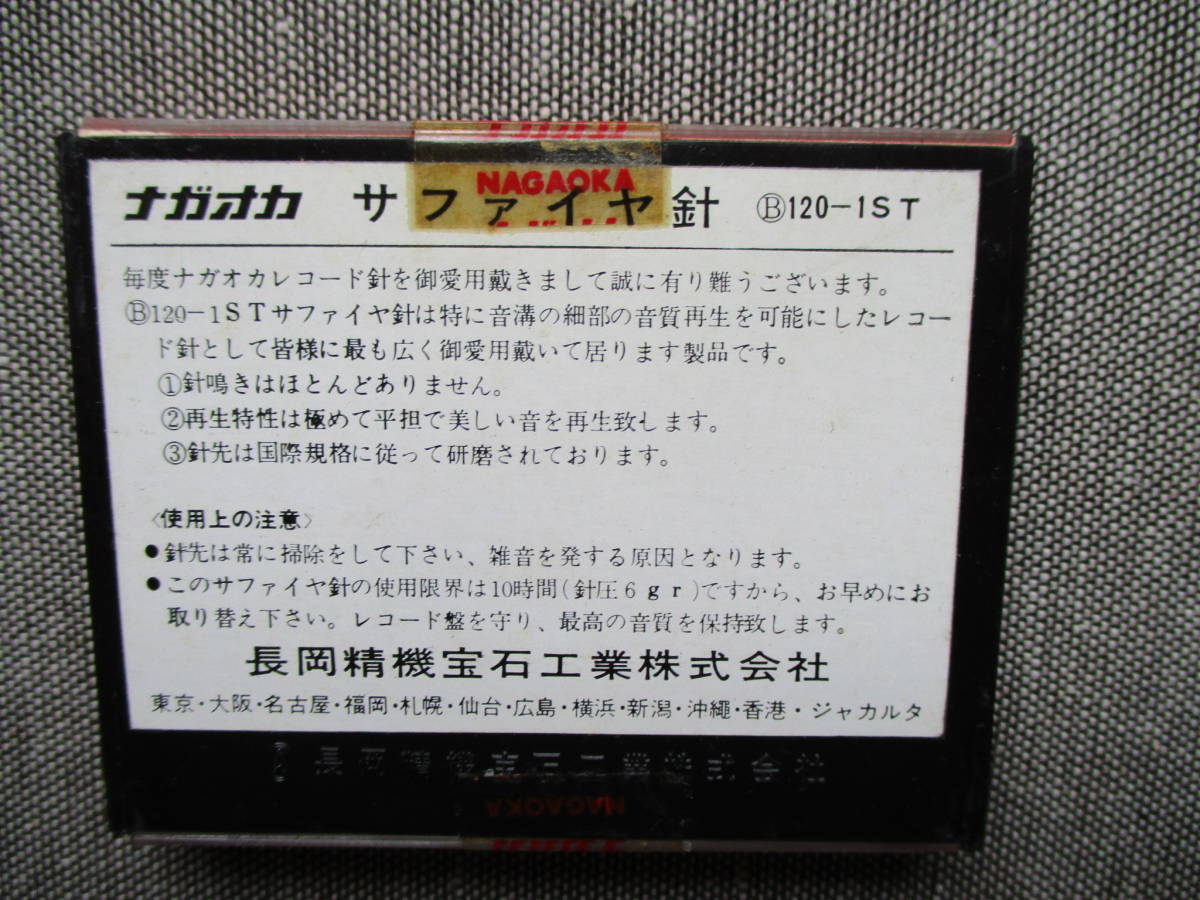 NAGAOKA
ナガオカ サファイヤ針 Ⓑ120-1ST
毎度ナガオカレコード針を御愛用戴きまして誠に有り難うございます。
Ⓑ120-1STサファイヤ針は特に音溝の細部の音質再生を可能にしたレコー
ド針として皆様に最も広く御愛用戴いて居ります製品です。
①針鳴きはほとんどありません。
②再生特性は極めて平担で美しい音を再生致します。
③針先は国際規格に従って研磨されております。
〈使用上の注意〉
●針先は常に掃除をして下さい、雑音を発する原因となります。
●このサファイヤ針の使用限界は10時間(針圧6gr)ですから、お早めにお
取り替え下さい。レコード盤を守り、最高の音質を保持致します。
長岡精機宝石工業株式会社
東京・大阪・名古屋・福岡・札幌・仙台・広島・横浜・新潟・沖縄・香港・ジャカルタ
長岡精機宝石工業株式会社
NAGAOKA